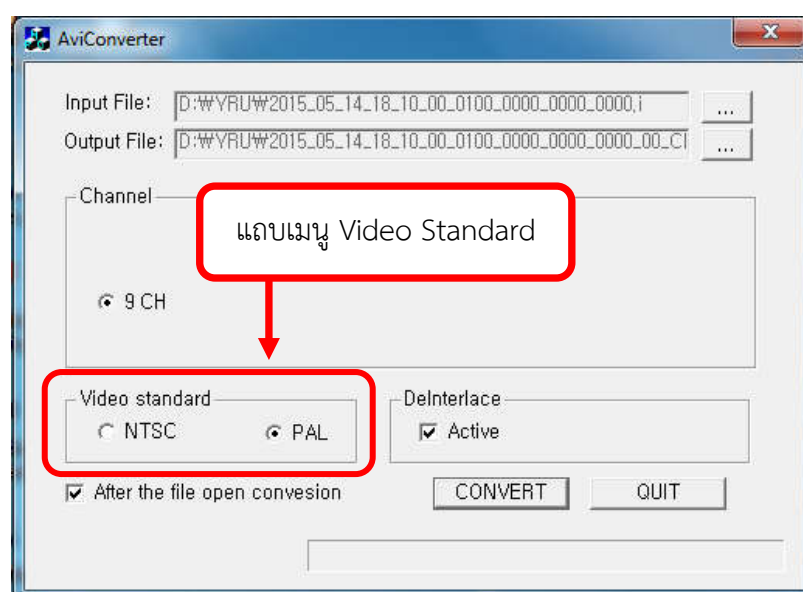 AviConverter
Input File: D:₩YRU₩2015_05_14_18_10_00_0100_0000_0000_0000,i ...
Output File: D:₩YRU₩2015_05_14_18_10_00_0100_0000_0000_0000_00_CI ...
Channel
แถบเมนู Video Standard
9 CH
Video standard DeInterlace
NTSC PAL Active
After the file open convesion CONVERT QUIT